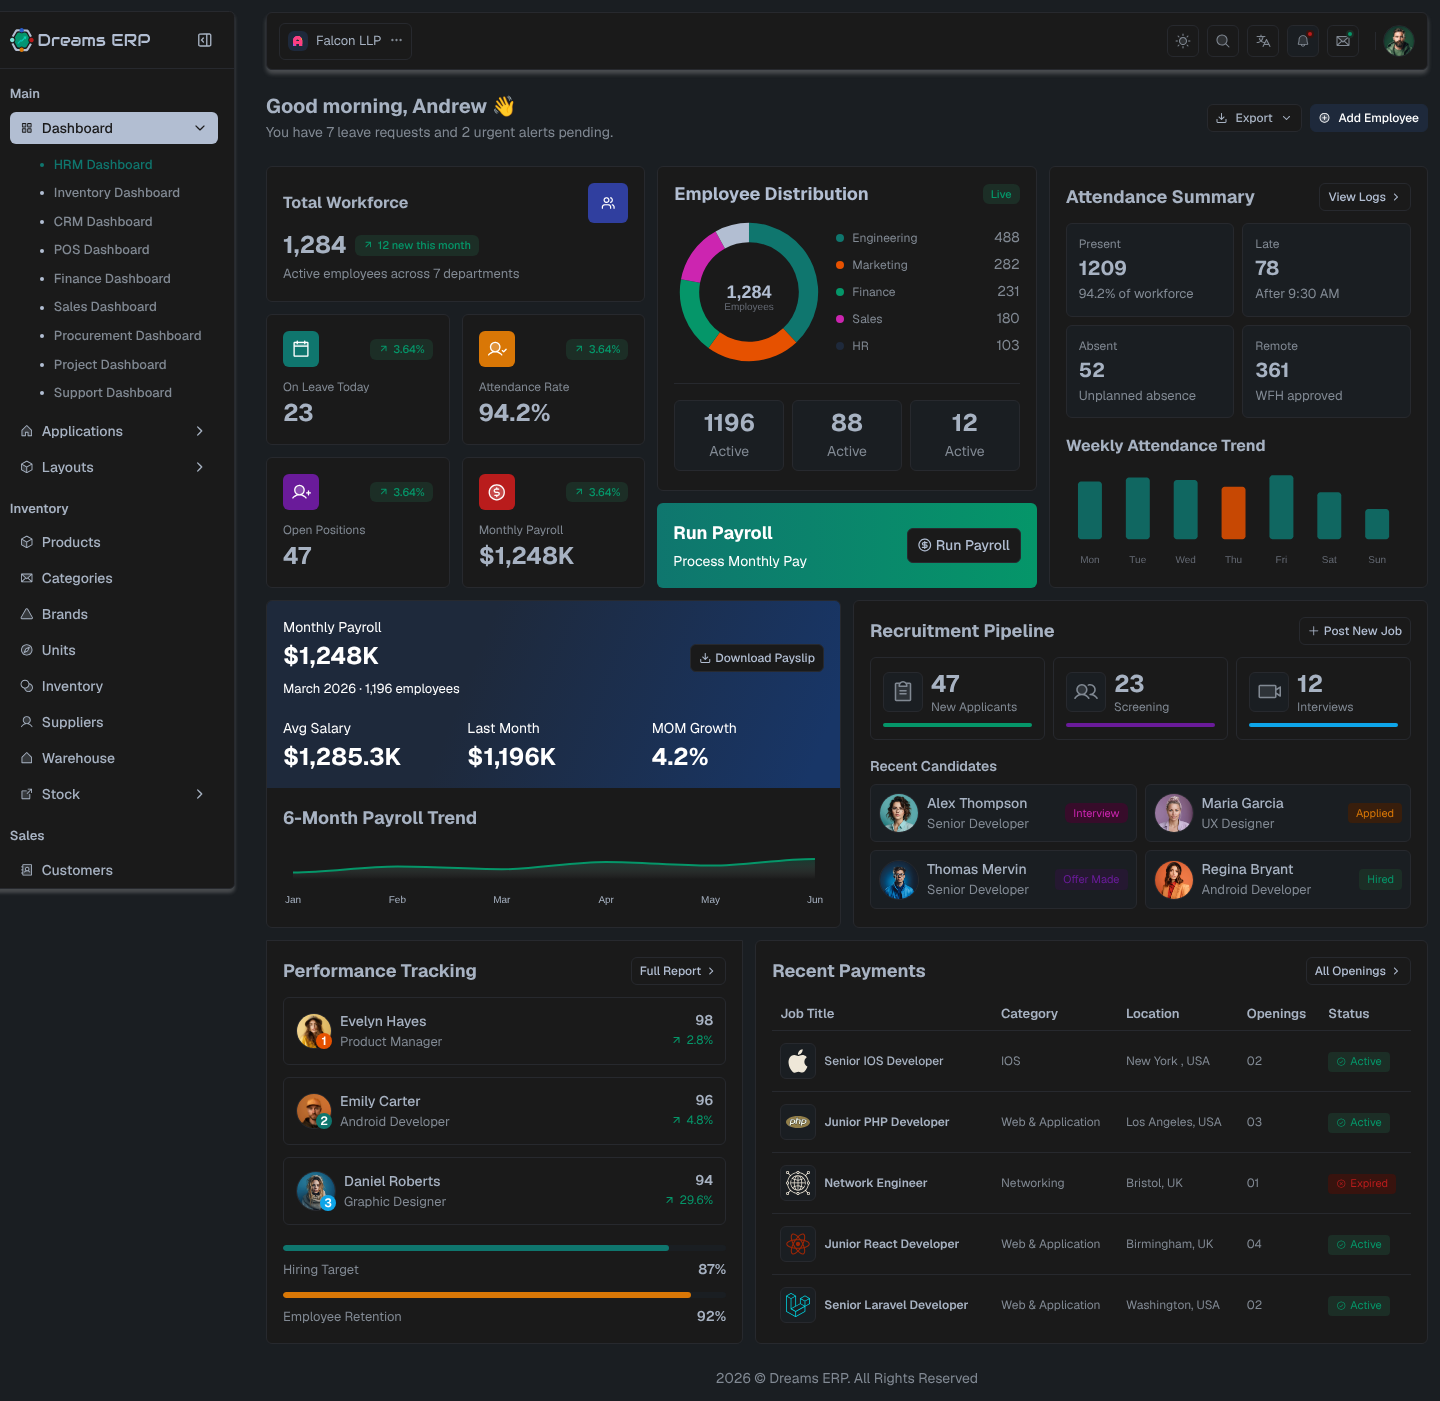 Dreams ERP
Main
Dashboard
HRM Dashboard
Inventory Dashboard
CRM Dashboard
POS Dashboard
Finance Dashboard
Sales Dashboard
Procurement Dashboard
Project Dashboard
Support Dashboard
Applications
Layouts
Inventory
Products
Categories
Brands
Units
Inventory
Suppliers
Warehouse
Stock
Sales
Customers
Falcon LLP
Good morning, Andrew 👋
You have 7 leave requests and 2 urgent alerts pending.
Export
Add Employee
Total Workforce
1,284
12 new this month
Active employees across 7 departments
3.64%
On Leave Today
23
3.64%
Attendance Rate
94.2%
3.64%
Open Positions
47
3.64%
Monthly Payroll
$1,248K
Employee Distribution
Live
1,284
Employees
Engineering 488
Marketing 282
Finance 231
Sales 180
HR 103
1196
Active
88
Active
12
Active
Run Payroll
Process Monthly Pay
Run Payroll
Attendance Summary
View Logs
Present
1209
94.2% of workforce
Late
78
After 9:30 AM
Absent
52
Unplanned absence
Remote
361
WFH approved
Weekly Attendance Trend
Mon Tue Wed Thu Fri Sat Sun
Monthly Payroll
$1,248K
March 2026 · 1,196 employees
Download Payslip
Avg Salary
$1,285.3K
Last Month
$1,196K
MOM Growth
4.2%
6-Month Payroll Trend
Jan Feb Mar Apr May Jun
Recruitment Pipeline
Post New Job
47
New Applicants
23
Screening
12
Interviews
Recent Candidates
Alex Thompson
Senior Developer
Interview
Maria Garcia
UX Designer
Applied
Thomas Mervin
Senior Developer
Offer Made
Regina Bryant
Android Developer
Hired
Performance Tracking
Full Report
1
Evelyn Hayes
Product Manager
98
2.8%
2
Emily Carter
Android Developer
96
4.8%
3
Daniel Roberts
Graphic Designer
94
29.6%
Hiring Target 87%
Employee Retention 92%
Recent Payments
All Openings
Job Title Category Location Openings Status
Senior IOS Developer IOS New York , USA 02 Active
php Junior PHP Developer Web & Application Los Angeles, USA 03 Active
Network Engineer Networking Bristol, UK 01 Expired
Junior React Developer Web & Application Birmingham, UK 04 Active
Senior Laravel Developer Web & Application Washington, USA 02 Active
2026 © Dreams ERP. All Rights Reserved